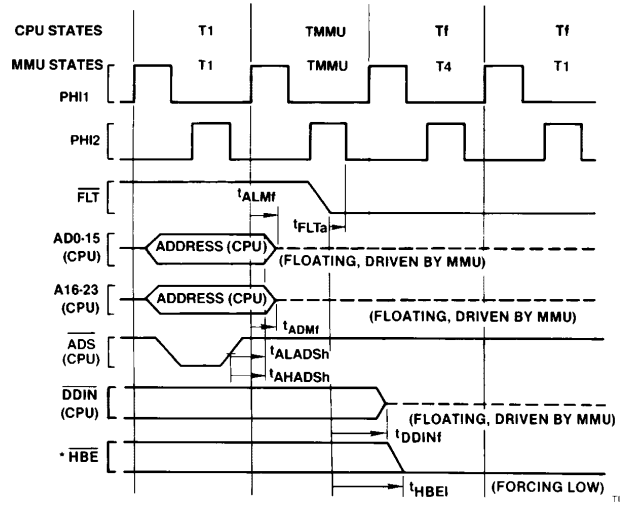 CPU STATES T1 TMMU Tf Tf
MMU STATES T1 TMMU T4 T1
PHI1
PHI2
FLT
tALMf
tFLTa
AD0-15
(CPU)
ADDRESS (CPU)
(FLOATING, DRIVEN BY MMU)
A16-23
(CPU)
ADDRESS (CPU)
(FLOATING, DRIVEN BY MMU)
tADMf
ADS
(CPU)
tALADSh
tAHADSh
DDIN
(CPU)
(FLOATING, DRIVEN BY MMU)
tDDINf
* HBE
tHBEI
(FORCING LOW)
TI